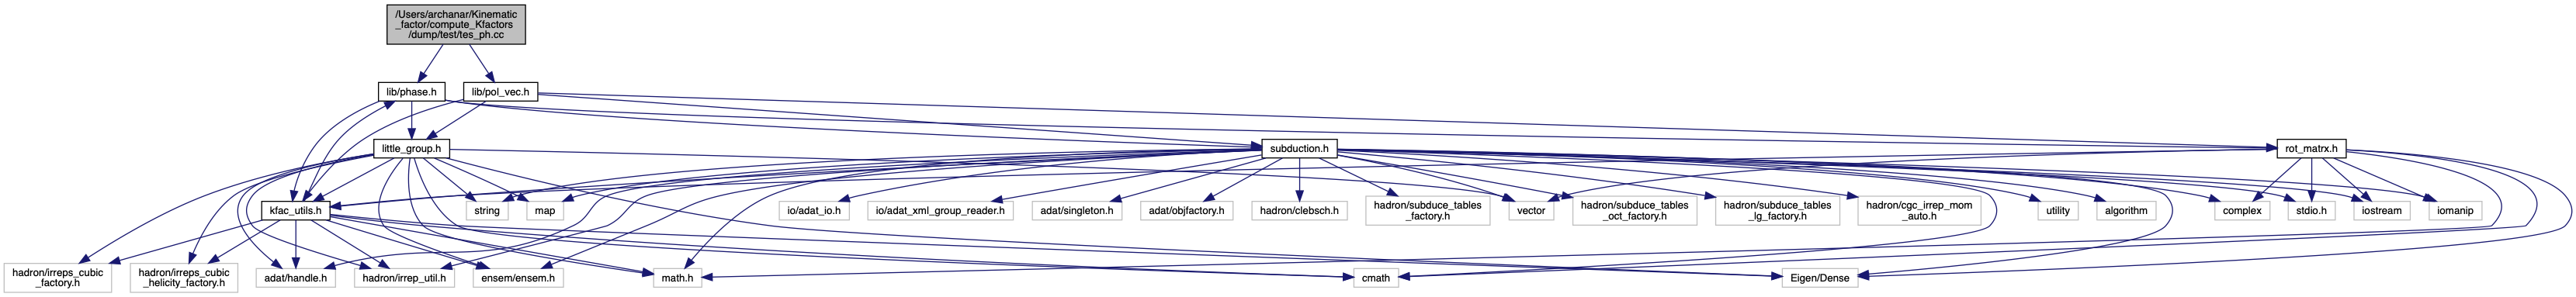 /Users/archanar/Kinematic
_factor/compute_Kfactors
/dump/test/tes_ph.cc
lib/phase.h
lib/pol_vec.h
little_group.h
subduction.h
rot_matrx.h
kfac_utils.h
string
map
io/adat_io.h
io/adat_xml_group_reader.h
adat/singleton.h
adat/objfactory.h
hadron/clebsch.h
hadron/subduce_tables
_factory.h
vector
hadron/subduce_tables
_oct_factory.h
hadron/subduce_tables
_lg_factory.h
hadron/cgc_irrep_mom
_auto.h
utility
algorithm
complex
stdio.h
iostream
iomanip
hadron/irreps_cubic
_factory.h
hadron/irreps_cubic
_helicity_factory.h
adat/handle.h
hadron/irrep_util.h
ensem/ensem.h
math.h
cmath
Eigen/Dense